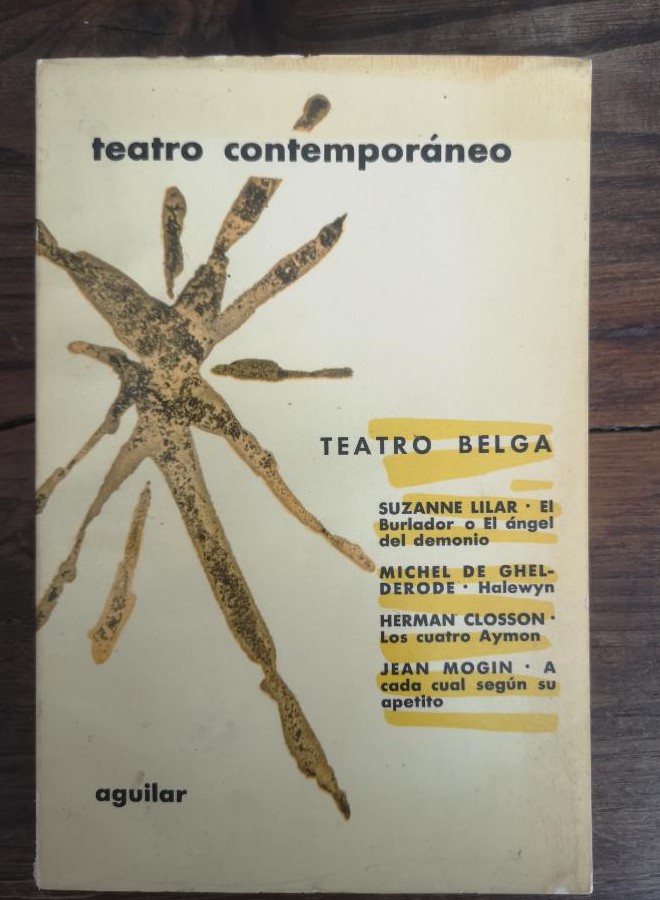 teatro contemporáneo
TEATRO BELGA
SUZANNE LILAR · El
Burlador o El ángel
del demonio
MICHEL DE GHEL-
DERODE · Halewyn
HERMAN CLOSSON ·
Los cuatro Aymon
JEAN MOGIN · A
cada cual según su
apetito
aguilar